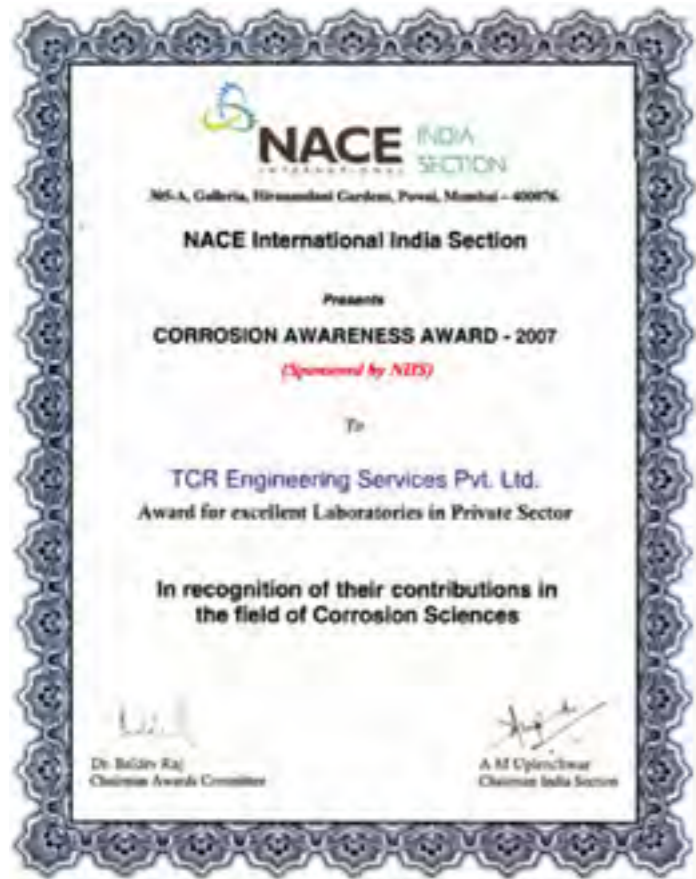 NACE INDIA
INTERNATIONAL SECTION
305-A, Galleria, Hiranandani Gardens, Powai, Mumbai – 400076.
NACE International India Section
Presents
CORROSION AWARENESS AWARD - 2007
(Sponsored by NIIS)
To
TCR Engineering Services Pvt. Ltd.
Award for excellent Laboratories in Private Sector
In recognition of their contributions in
the field of Corrosion Sciences
Dr. Baldev Raj
Chairman Awards Committee
A M Uplenchwar
Chairman India Section